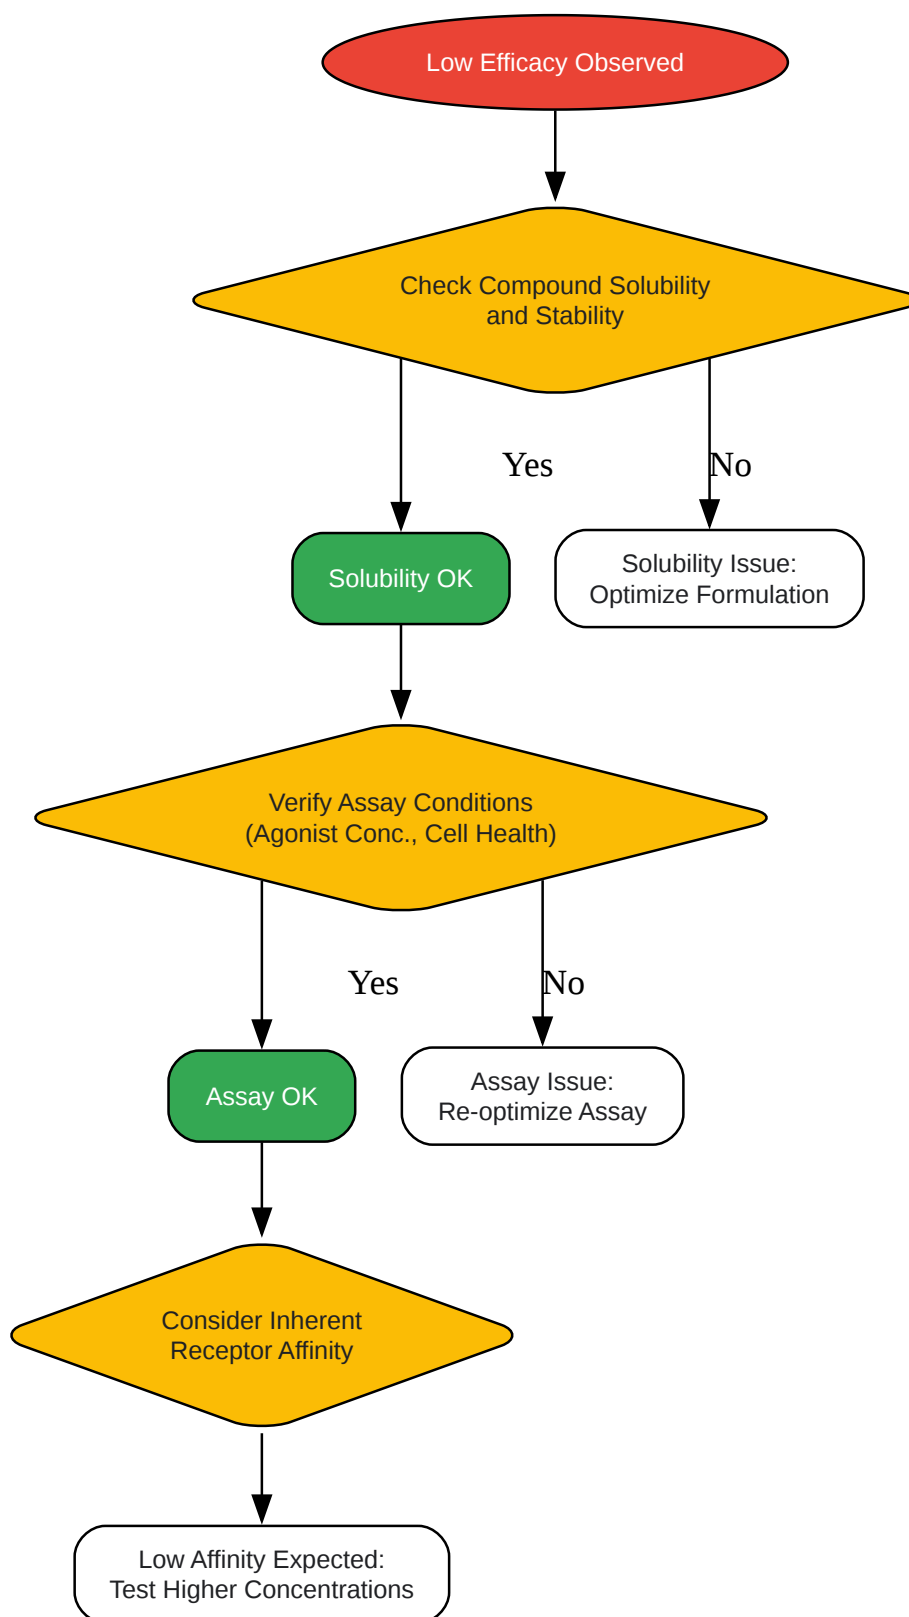 Low Efficacy Observed
Check Compound Solubility
and Stability
Yes
No
Solubility OK
Solubility Issue:
Optimize Formulation
Verify Assay Conditions
(Agonist Conc., Cell Health)
Yes
No
Assay OK
Assay Issue:
Re-optimize Assay
Consider Inherent
Receptor Affinity
Low Affinity Expected:
Test Higher Concentrations